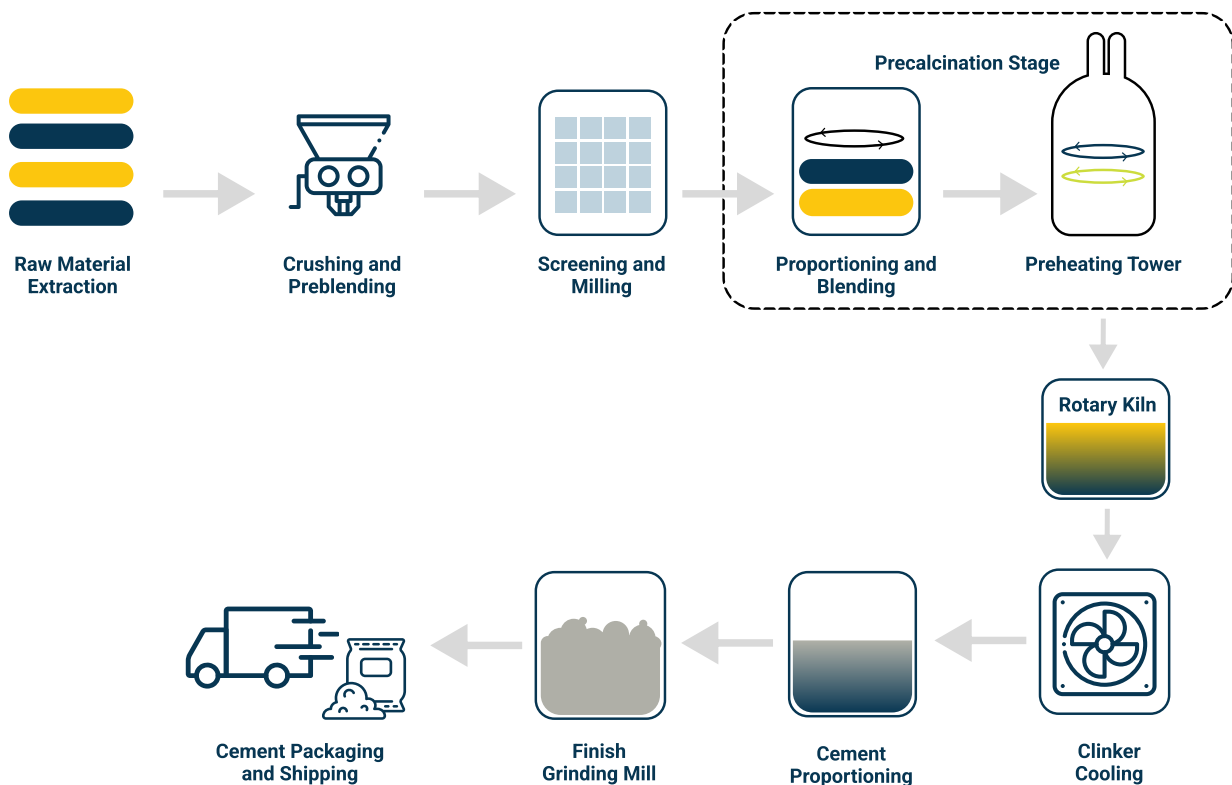 Precalcination Stage
Raw Material
Extraction
Crushing and
Preblending
Screening and
Milling
Proportioning and
Blending
Preheating Tower
Rotary Kiln
Clinker
Cooling
Cement
Proportioning
Finish
Grinding Mill
Cement Packaging
and Shipping